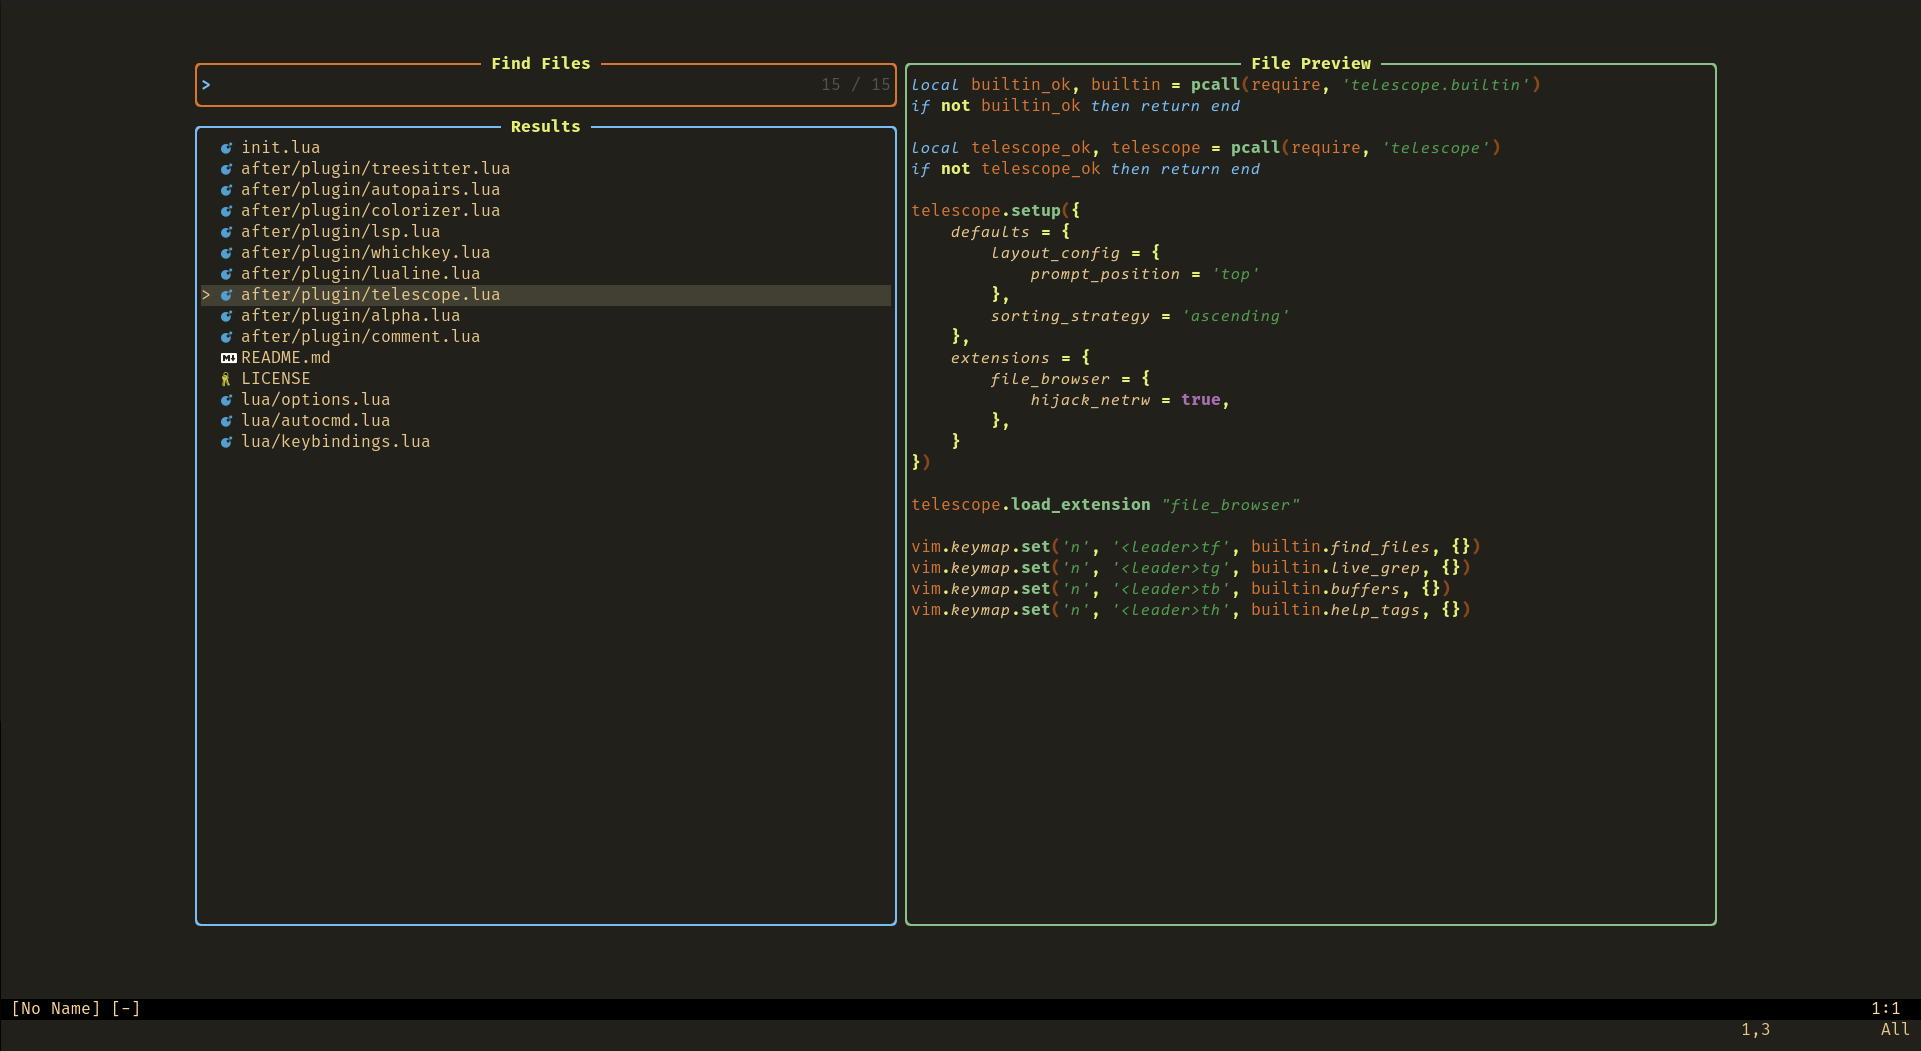 Find Files
> 15 / 15
Results
init.lua
after/plugin/treesitter.lua
after/plugin/autopairs.lua
after/plugin/colorizer.lua
after/plugin/lsp.lua
after/plugin/whichkey.lua
after/plugin/lualine.lua
> after/plugin/telescope.lua
after/plugin/alpha.lua
after/plugin/comment.lua
README.md
LICENSE
lua/options.lua
lua/autocmd.lua
lua/keybindings.lua
File Preview
local builtin_ok, builtin = pcall(require, 'telescope.builtin')
if not builtin_ok then return end

local telescope_ok, telescope = pcall(require, 'telescope')
if not telescope_ok then return end

telescope.setup({
    defaults = {
        layout_config = {
            prompt_position = 'top'
        },
        sorting_strategy = 'ascending'
    },
    extensions = {
        file_browser = {
            hijack_netrw = true,
        },
    }
})

telescope.load_extension "file_browser"

vim.keymap.set('n', '<leader>tf', builtin.find_files, {})
vim.keymap.set('n', '<leader>tg', builtin.live_grep, {})
vim.keymap.set('n', '<leader>tb', builtin.buffers, {})
vim.keymap.set('n', '<leader>th', builtin.help_tags, {})
[No Name] [-] 1:1
1,3 All